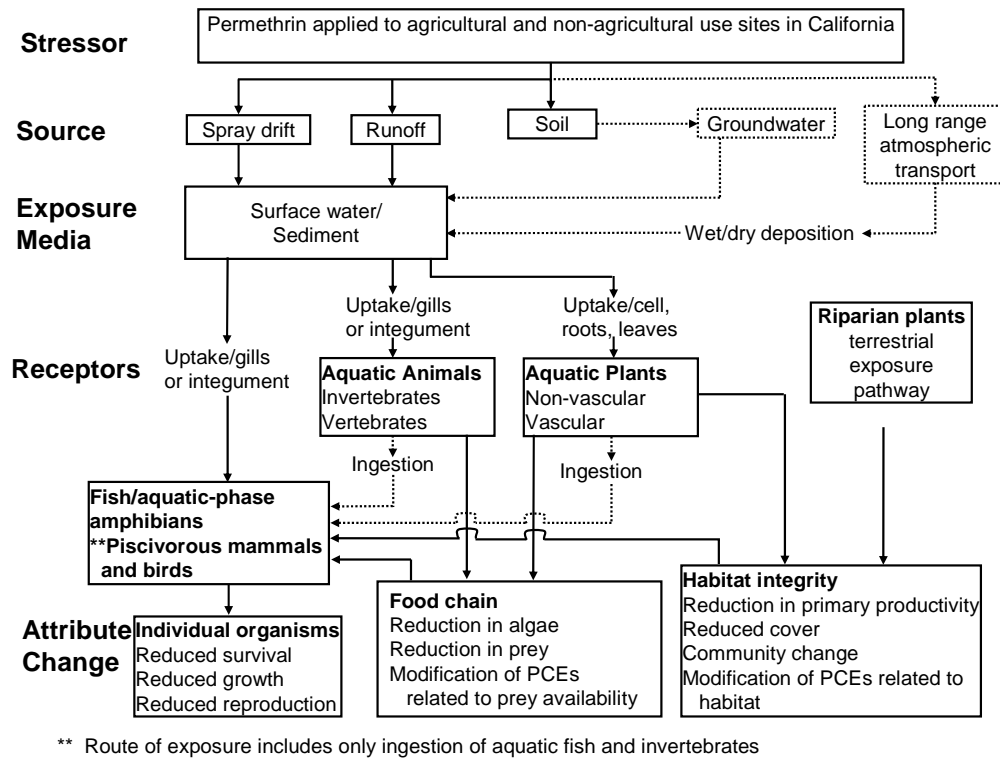 Stressor
Permethrin applied to agricultural and non-agricultural use sites in California
Source
Spray drift
Runoff
Soil
Groundwater
Long range
atmospheric
transport
Exposure
Media
Surface water/
Sediment
Wet/dry deposition
Receptors
Uptake/gills
or integument
Uptake/gills
or integument
Uptake/cell,
roots, leaves
Riparian plants
terrestrial
exposure
pathway
Aquatic Animals
Invertebrates
Vertebrates
Aquatic Plants
Non-vascular
Vascular
Ingestion
Ingestion
Fish/aquatic-phase
amphibians
**Piscivorous mammals
and birds
Attribute
Change
Individual organisms
Reduced survival
Reduced growth
Reduced reproduction
Food chain
Reduction in algae
Reduction in prey
Modification of PCEs
related to prey availability
Habitat integrity
Reduction in primary productivity
Reduced cover
Community change
Modification of PCEs related to
habitat
** Route of exposure includes only ingestion of aquatic fish and invertebrates